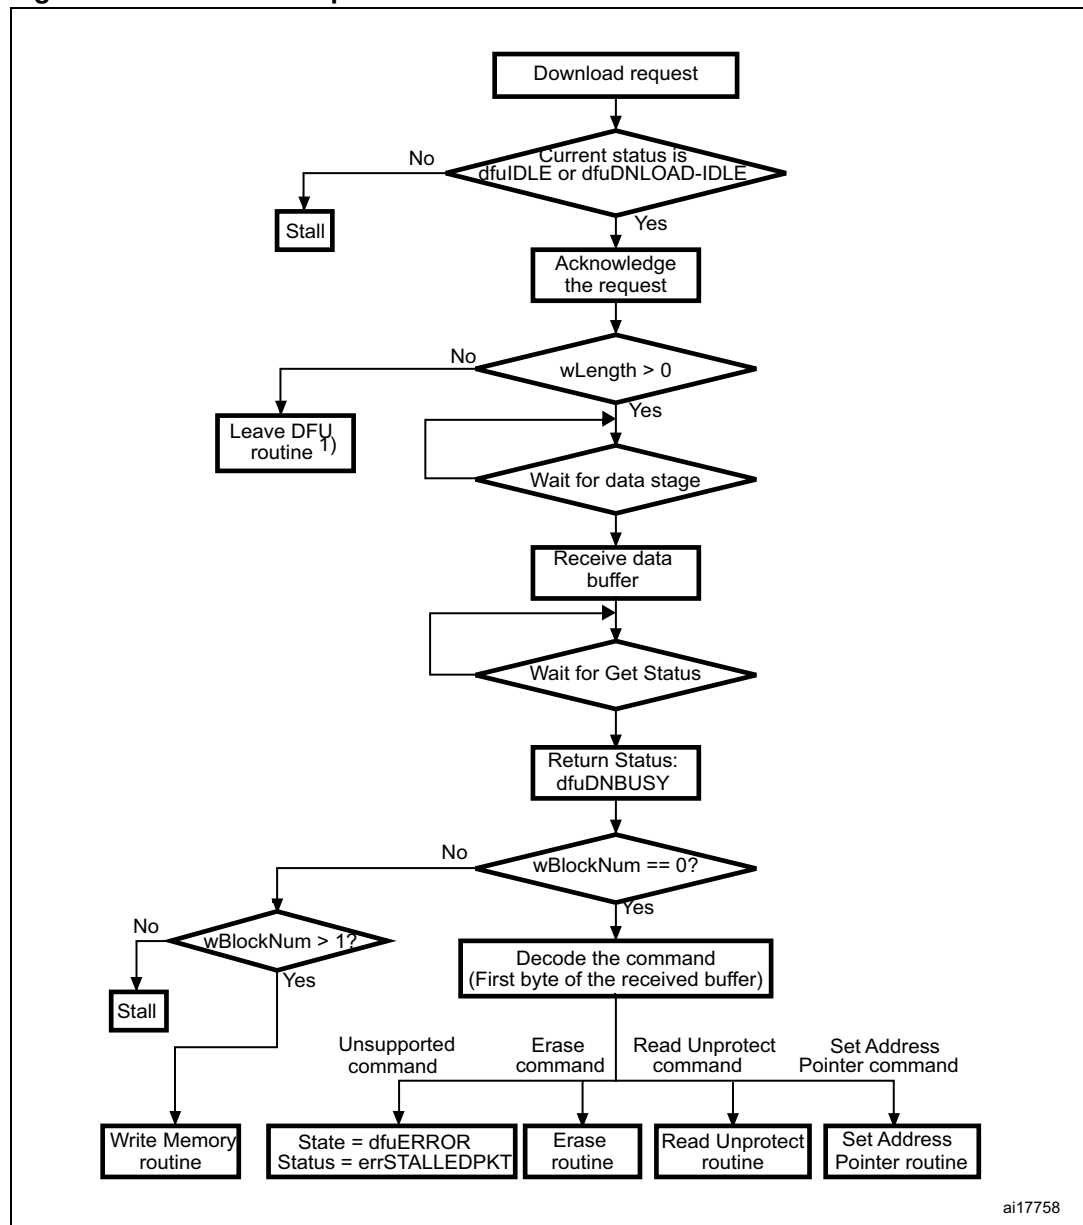 Download request
Current status is
dfuIDLE or dfuDNLOAD-IDLE
No
Yes
Stall
Acknowledge
the request
No
wLength > 0
Yes
Leave DFU
routine 1)
Wait for data stage
Receive data
buffer
Wait for Get Status
Return Status:
dfuDNBUSY
No
wBlockNum == 0?
Yes
No
wBlockNum > 1?
Yes
Stall
Decode the command
(First byte of the received buffer)
Unsupported
command
Erase
command
Read Unprotect
command
Set Address
Pointer command
Write Memory
routine
State = dfuERROR
Status = errSTALLEDPKT
Erase
routine
Read Unprotect
routine
Set Address
Pointer routine
ai17758